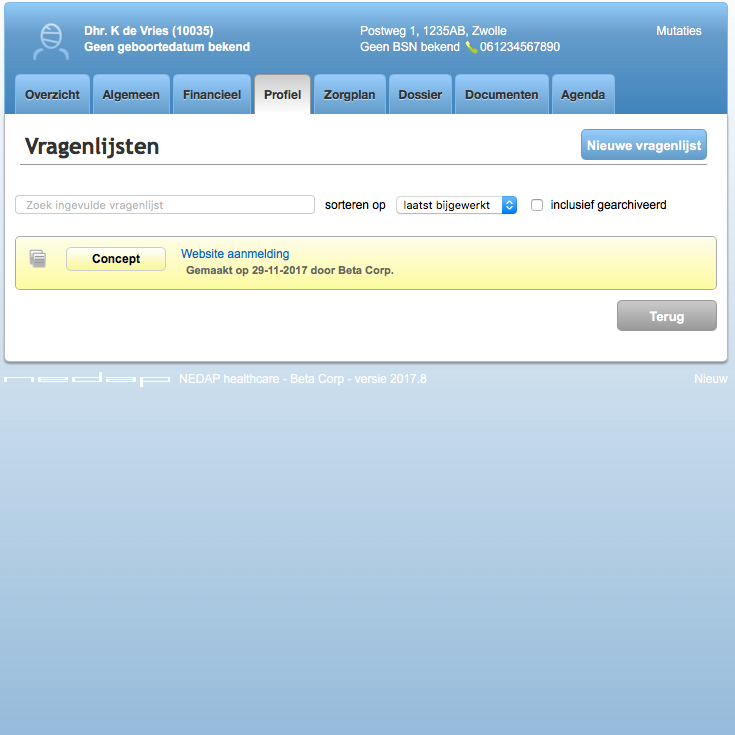 Dhr. K de Vries (10035)
Geen geboortedatum bekend
Postweg 1, 1235AB, Zwolle
Geen BSN bekend 061234567890
Mutaties
Overzicht
Algemeen
Financieel
Profiel
Zorgplan
Dossier
Documenten
Agenda
Vragenlijsten
Nieuwe vragenlijst
Zoek ingevulde vragenlijst
sorteren op
laatst bijgewerkt
inclusief gearchiveerd
Concept
Website aanmelding
Gemaakt op 29-11-2017 door Beta Corp.
Terug
nedap
NEDAP healthcare - Beta Corp - versie 2017.8
Nieuw